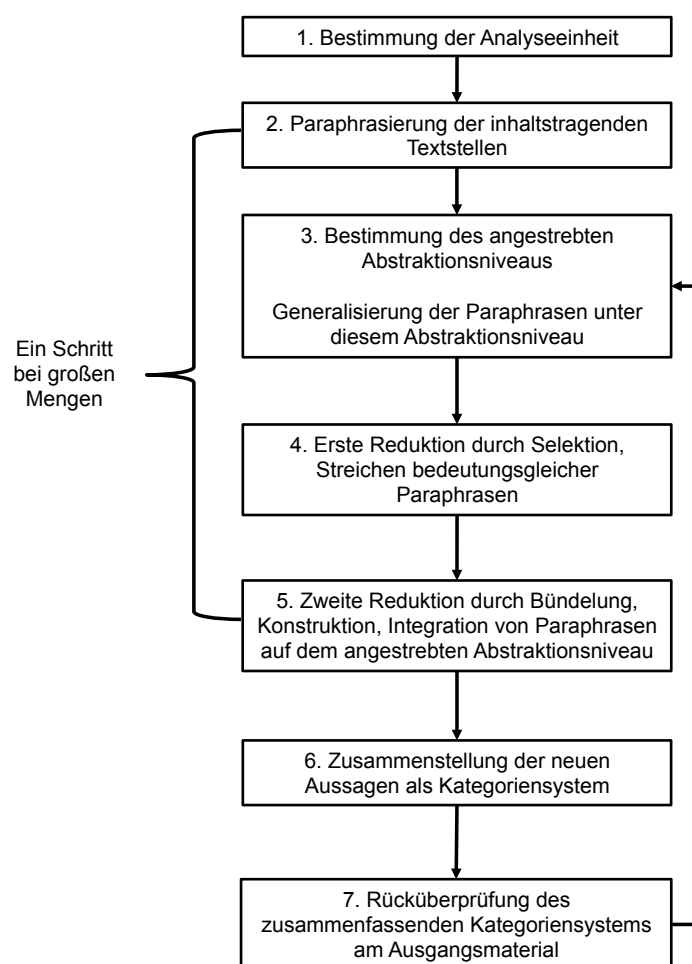 1. Bestimmung der Analyseeinheit
2. Paraphrasierung der inhaltstragenden
Textstellen
3. Bestimmung des angestrebten
Abstraktionsniveaus
Generalisierung der Paraphrasen unter
diesem Abstraktionsniveau
Ein Schritt
bei großen
Mengen
4. Erste Reduktion durch Selektion,
Streichen bedeutungsgleicher
Paraphrasen
5. Zweite Reduktion durch Bündelung,
Konstruktion, Integration von Paraphrasen
auf dem angestrebten Abstraktionsniveau
6. Zusammenstellung der neuen
Aussagen als Kategoriensystem
7. Rücküberprüfung des
zusammenfassenden Kategoriensystems
am Ausgangsmaterial